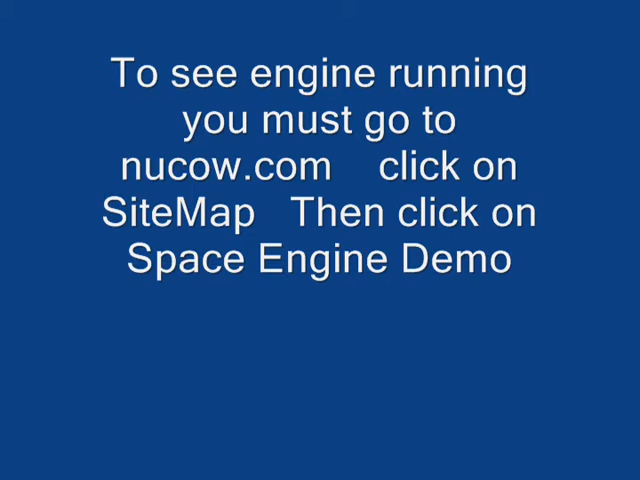 To see engine running
you must go to
nucow.com    click on
SiteMap   Then click on
Space Engine Demo